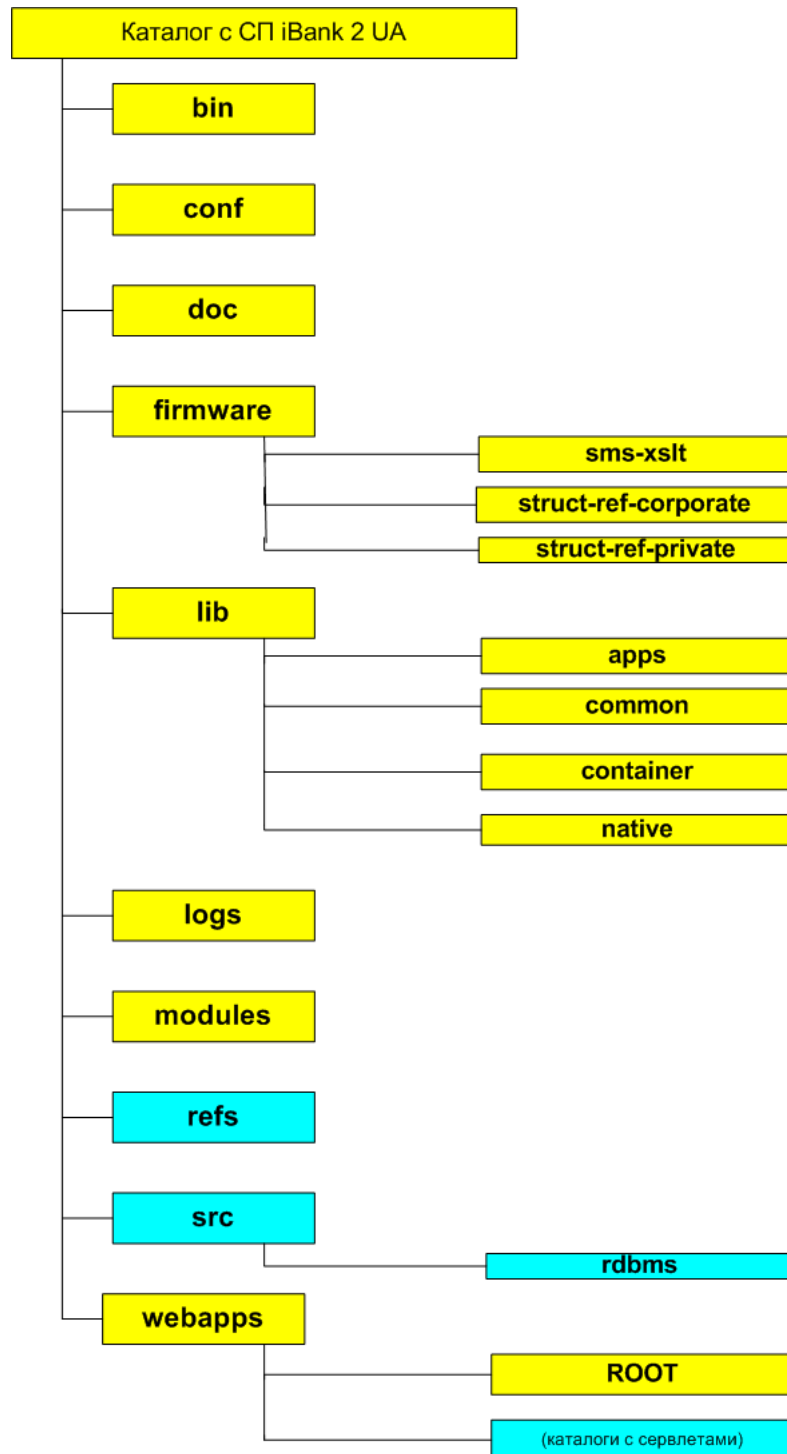 Каталог с СП iBank 2 UA
bin
conf
doc
firmware
sms-xslt
struct-ref-corporate
struct-ref-private
lib
apps
common
container
native
logs
modules
refs
src
rdbms
webapps
ROOT
(каталоги с сервлетами)